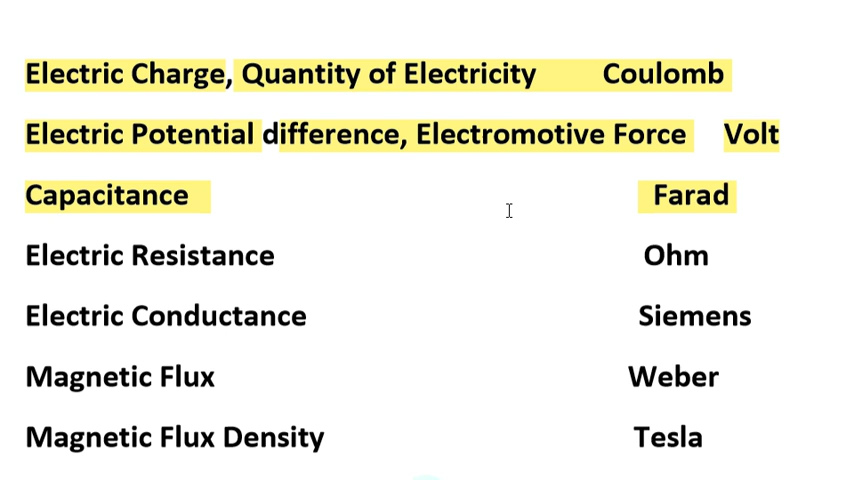 Electric Charge, Quantity of Electricity Coulomb
Electric Potential difference, Electromotive Force Volt
Capacitance Farad
Electric Resistance Ohm
Electric Conductance Siemens
Magnetic Flux Weber
Magnetic Flux Density Tesla